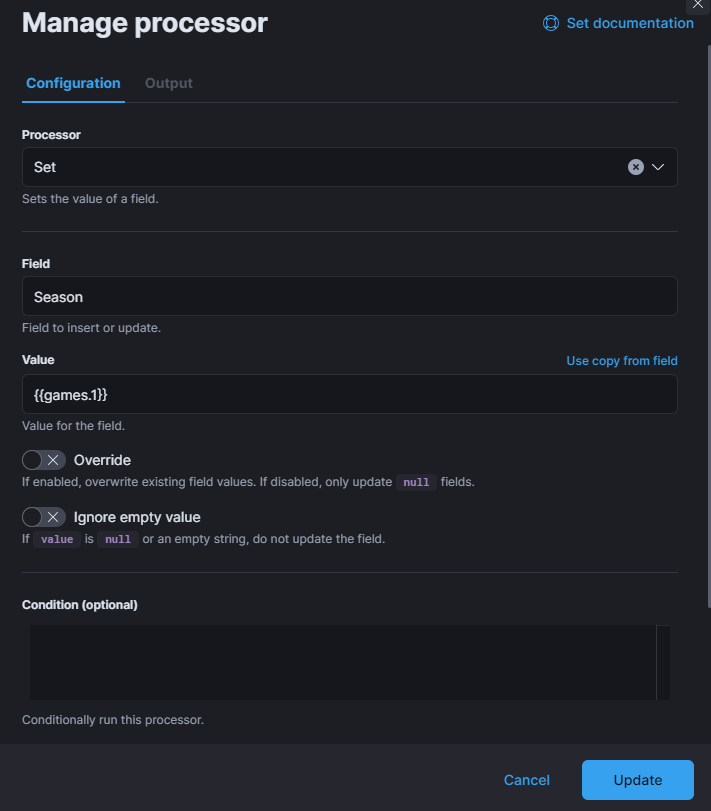 Manage processor
Set documentation
Configuration
Output
Processor
Set
Sets the value of a field.
Field
Season
Field to insert or update.
Value
Use copy from field
{{games.1}}
Value for the field.
Override
If enabled, overwrite existing field values. If disabled, only update null fields.
Ignore empty value
If value is null or an empty string, do not update the field.
Condition (optional)
Conditionally run this processor.
Cancel
Update